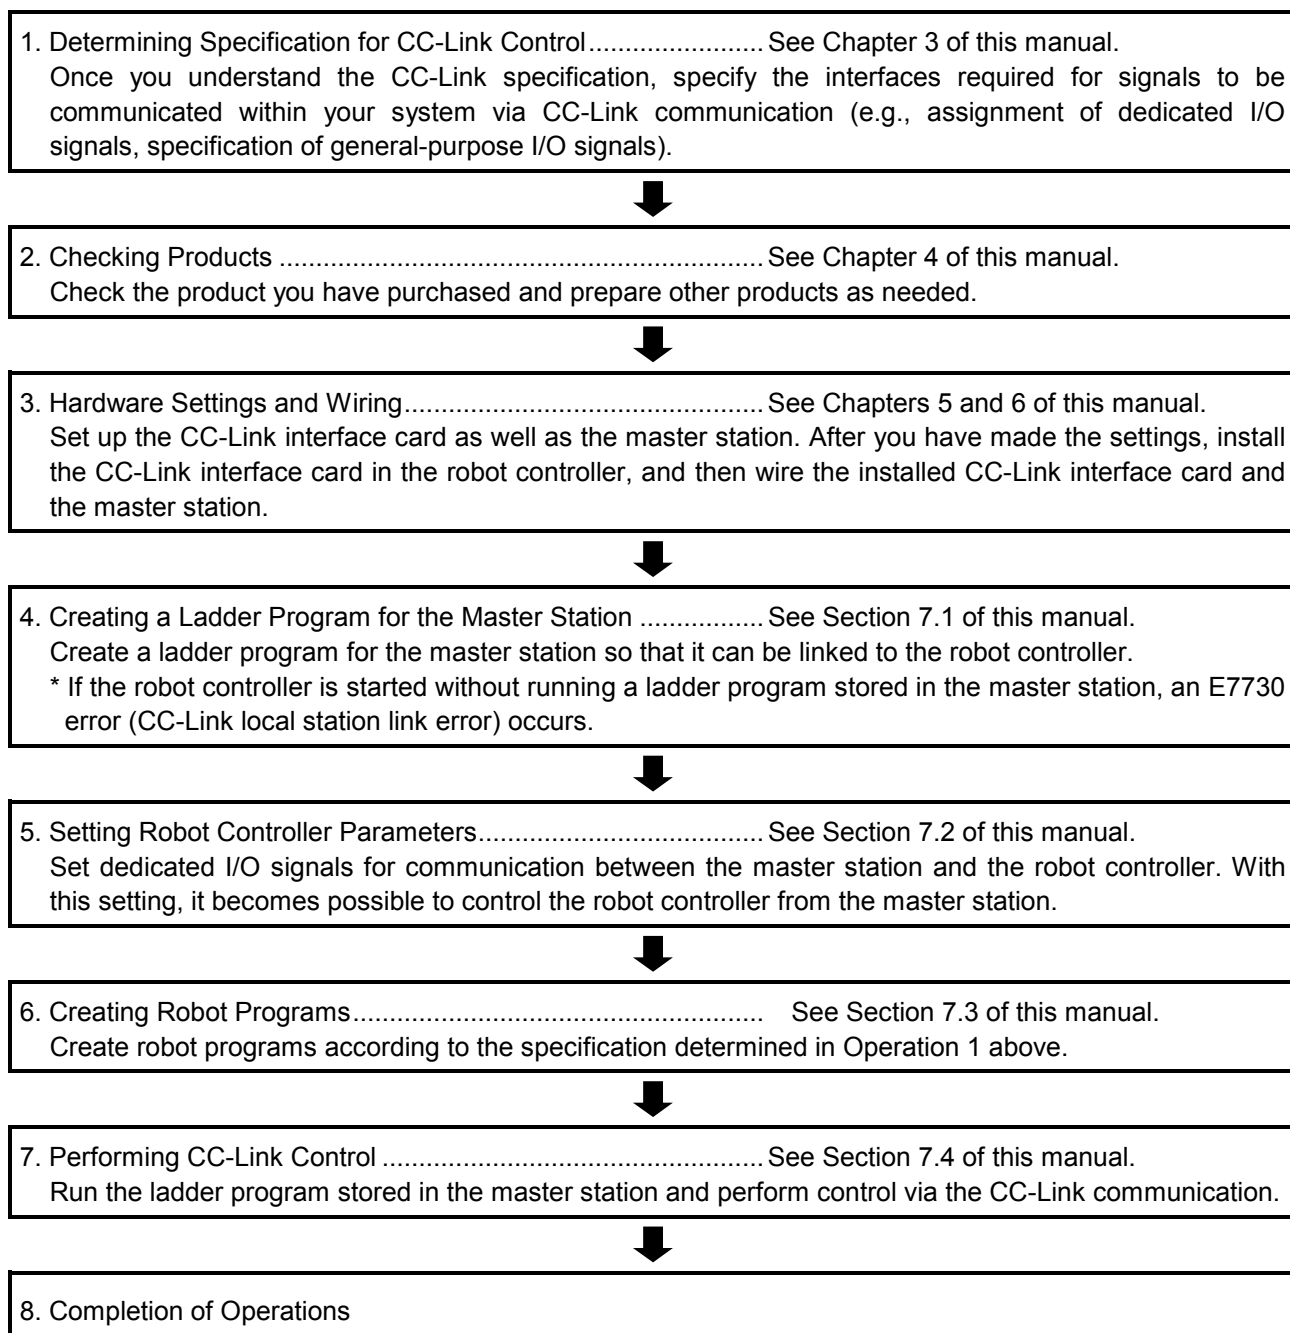 1. Determining Specification for CC-Link Control........................ See Chapter 3 of this manual.
Once you understand the CC-Link specification, specify the interfaces required for signals to be
communicated within your system via CC-Link communication (e.g., assignment of dedicated I/O
signals, specification of general-purpose I/O signals).
2. Checking Products .................................................................. See Chapter 4 of this manual.
Check the product you have purchased and prepare other products as needed.
3. Hardware Settings and Wiring................................................. See Chapters 5 and 6 of this manual.
Set up the CC-Link interface card as well as the master station. After you have made the settings, install
the CC-Link interface card in the robot controller, and then wire the installed CC-Link interface card and
the master station.
4. Creating a Ladder Program for the Master Station ................. See Section 7.1 of this manual.
Create a ladder program for the master station so that it can be linked to the robot controller.
* If the robot controller is started without running a ladder program stored in the master station, an E7730
error (CC-Link local station link error) occurs.
5. Setting Robot Controller Parameters....................................... See Section 7.2 of this manual.
Set dedicated I/O signals for communication between the master station and the robot controller. With
this setting, it becomes possible to control the robot controller from the master station.
6. Creating Robot Programs........................................................ See Section 7.3 of this manual.
Create robot programs according to the specification determined in Operation 1 above.
7. Performing CC-Link Control .................................................... See Section 7.4 of this manual.
Run the ladder program stored in the master station and perform control via the CC-Link communication.
8. Completion of Operations